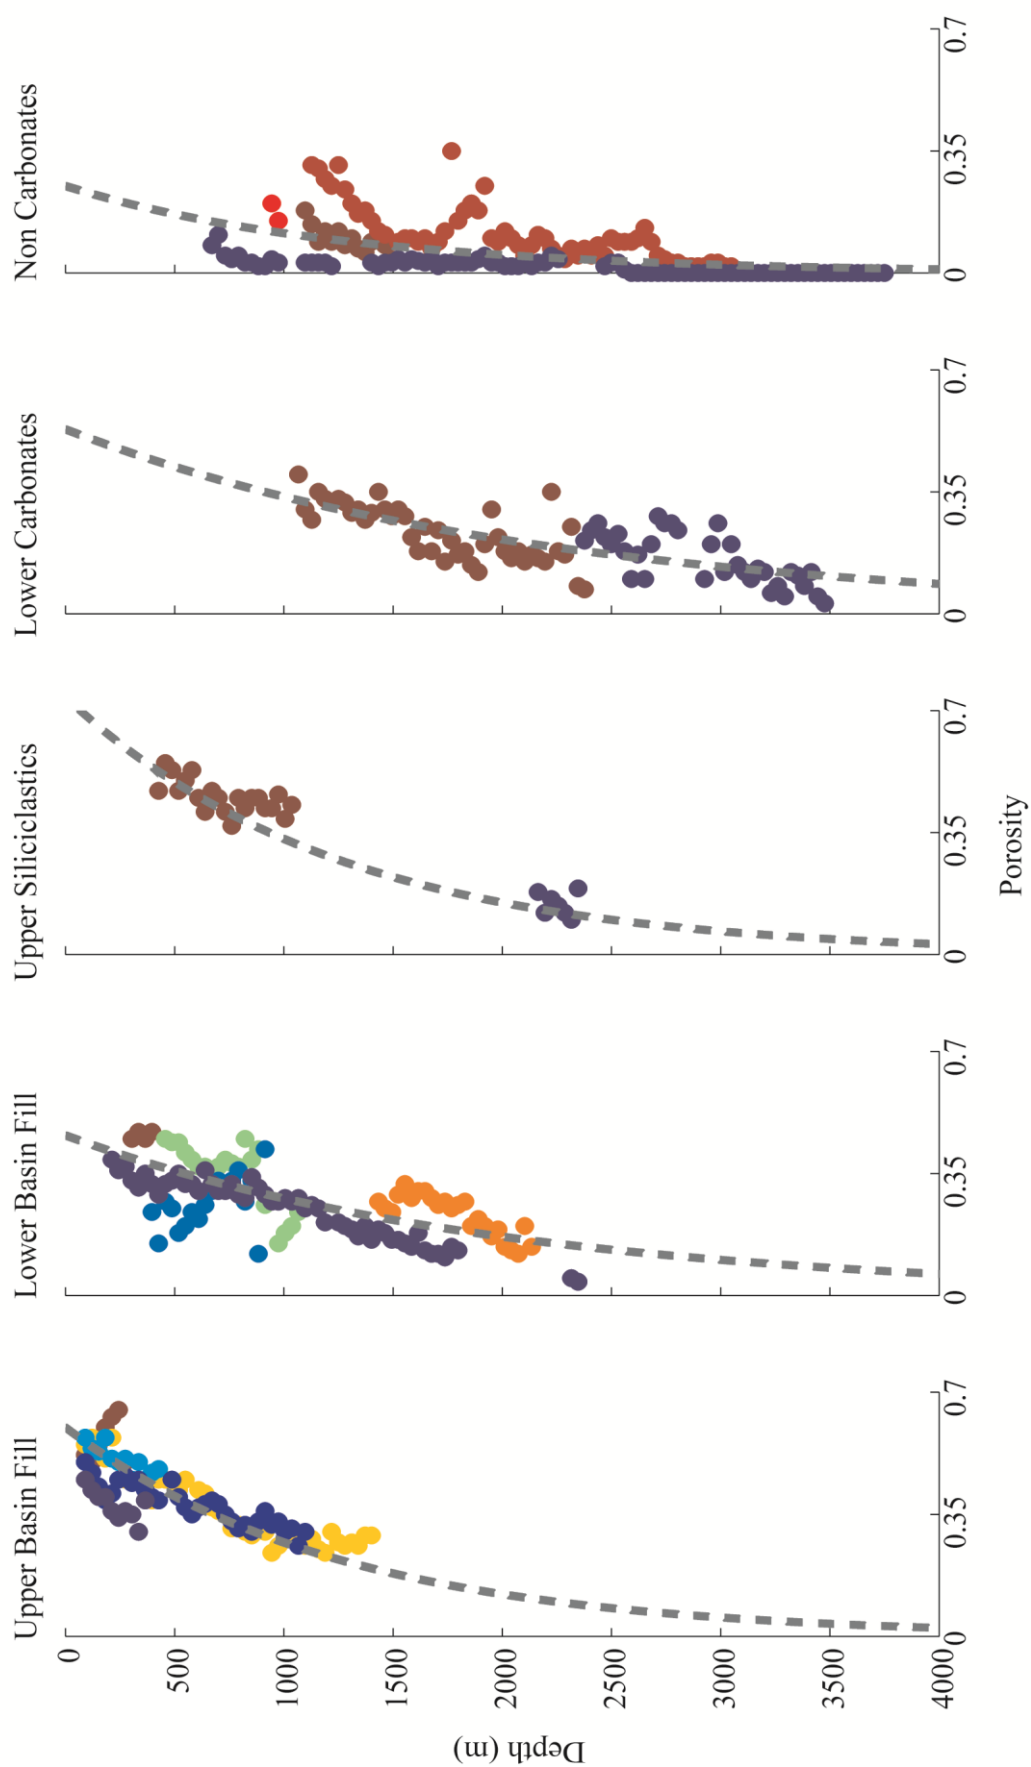 Upper Basin Fill
Lower Basin Fill
Upper Siliciclastics
Lower Carbonates
Non Carbonates
Depth (m)
0
500
1000
1500
2000
2500
3000
3500
4000
0 0.35 0.7
0 0.35 0.7
0 0.35 0.7
0 0.35 0.7
0 0.35 0.7
Porosity